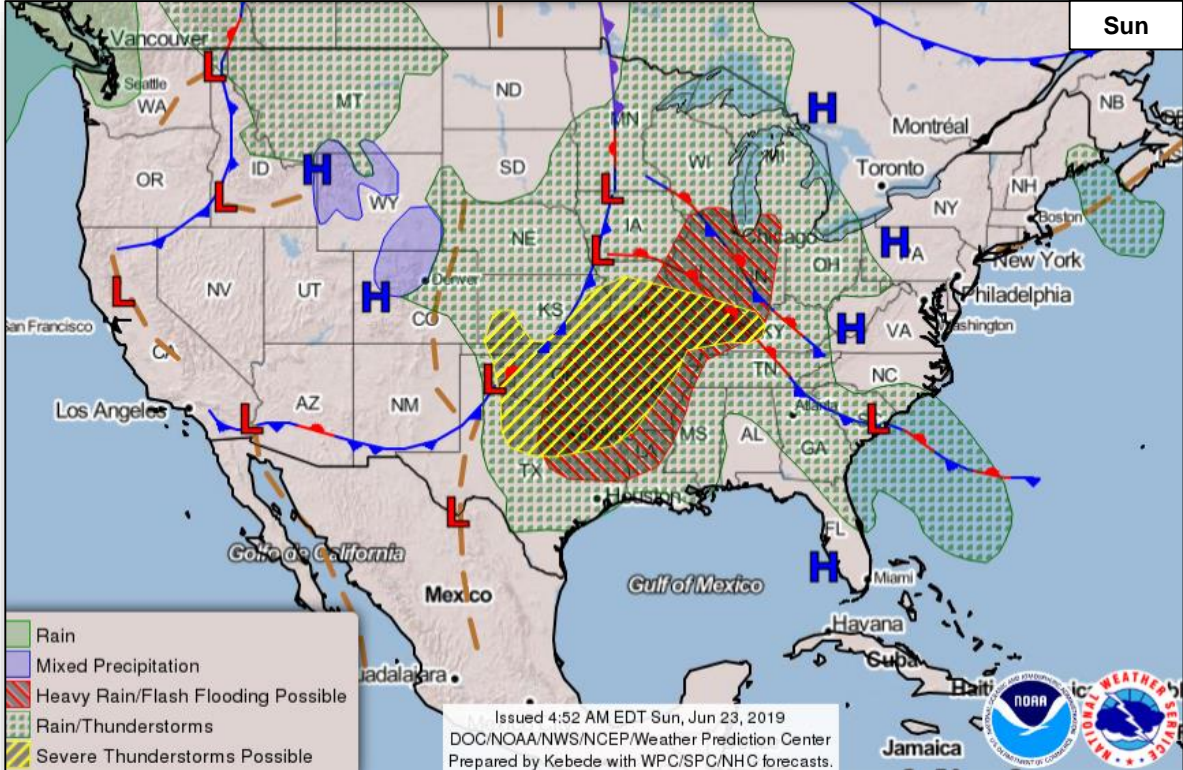 Sun
Vancouver
Seattle
WA
MT
ND
MN
NB
Montréal
OR
ID
SD
WI
MI
Toronto
NH
WY
NY
Boston
H
H
H
H
H
H
L
L
L
L
L
L
L
L
L
NE
IA
Chicago
OH
PA
New York
NV
UT
Denver
CO
KS
Philadelphia
San Francisco
CA
KY
VA
Washington
Los Angeles
AZ
NM
TN
NC
Atlanta
MS
AL
GA
TX
Houston
FL
Golfo de California
Gulf of Mexico
Miami
Mexico
Havana
Cuba
Guadalajara
Jamaica
Rain
Mixed Precipitation
Heavy Rain/Flash Flooding Possible
Rain/Thunderstorms
Severe Thunderstorms Possible
Issued 4:52 AM EDT Sun, Jun 23, 2019
DOC/NOAA/NWS/NCEP/Weather Prediction Center
Prepared by Kebede with WPC/SPC/NHC forecasts.
NOAA
NATIONAL WEATHER SERVICE